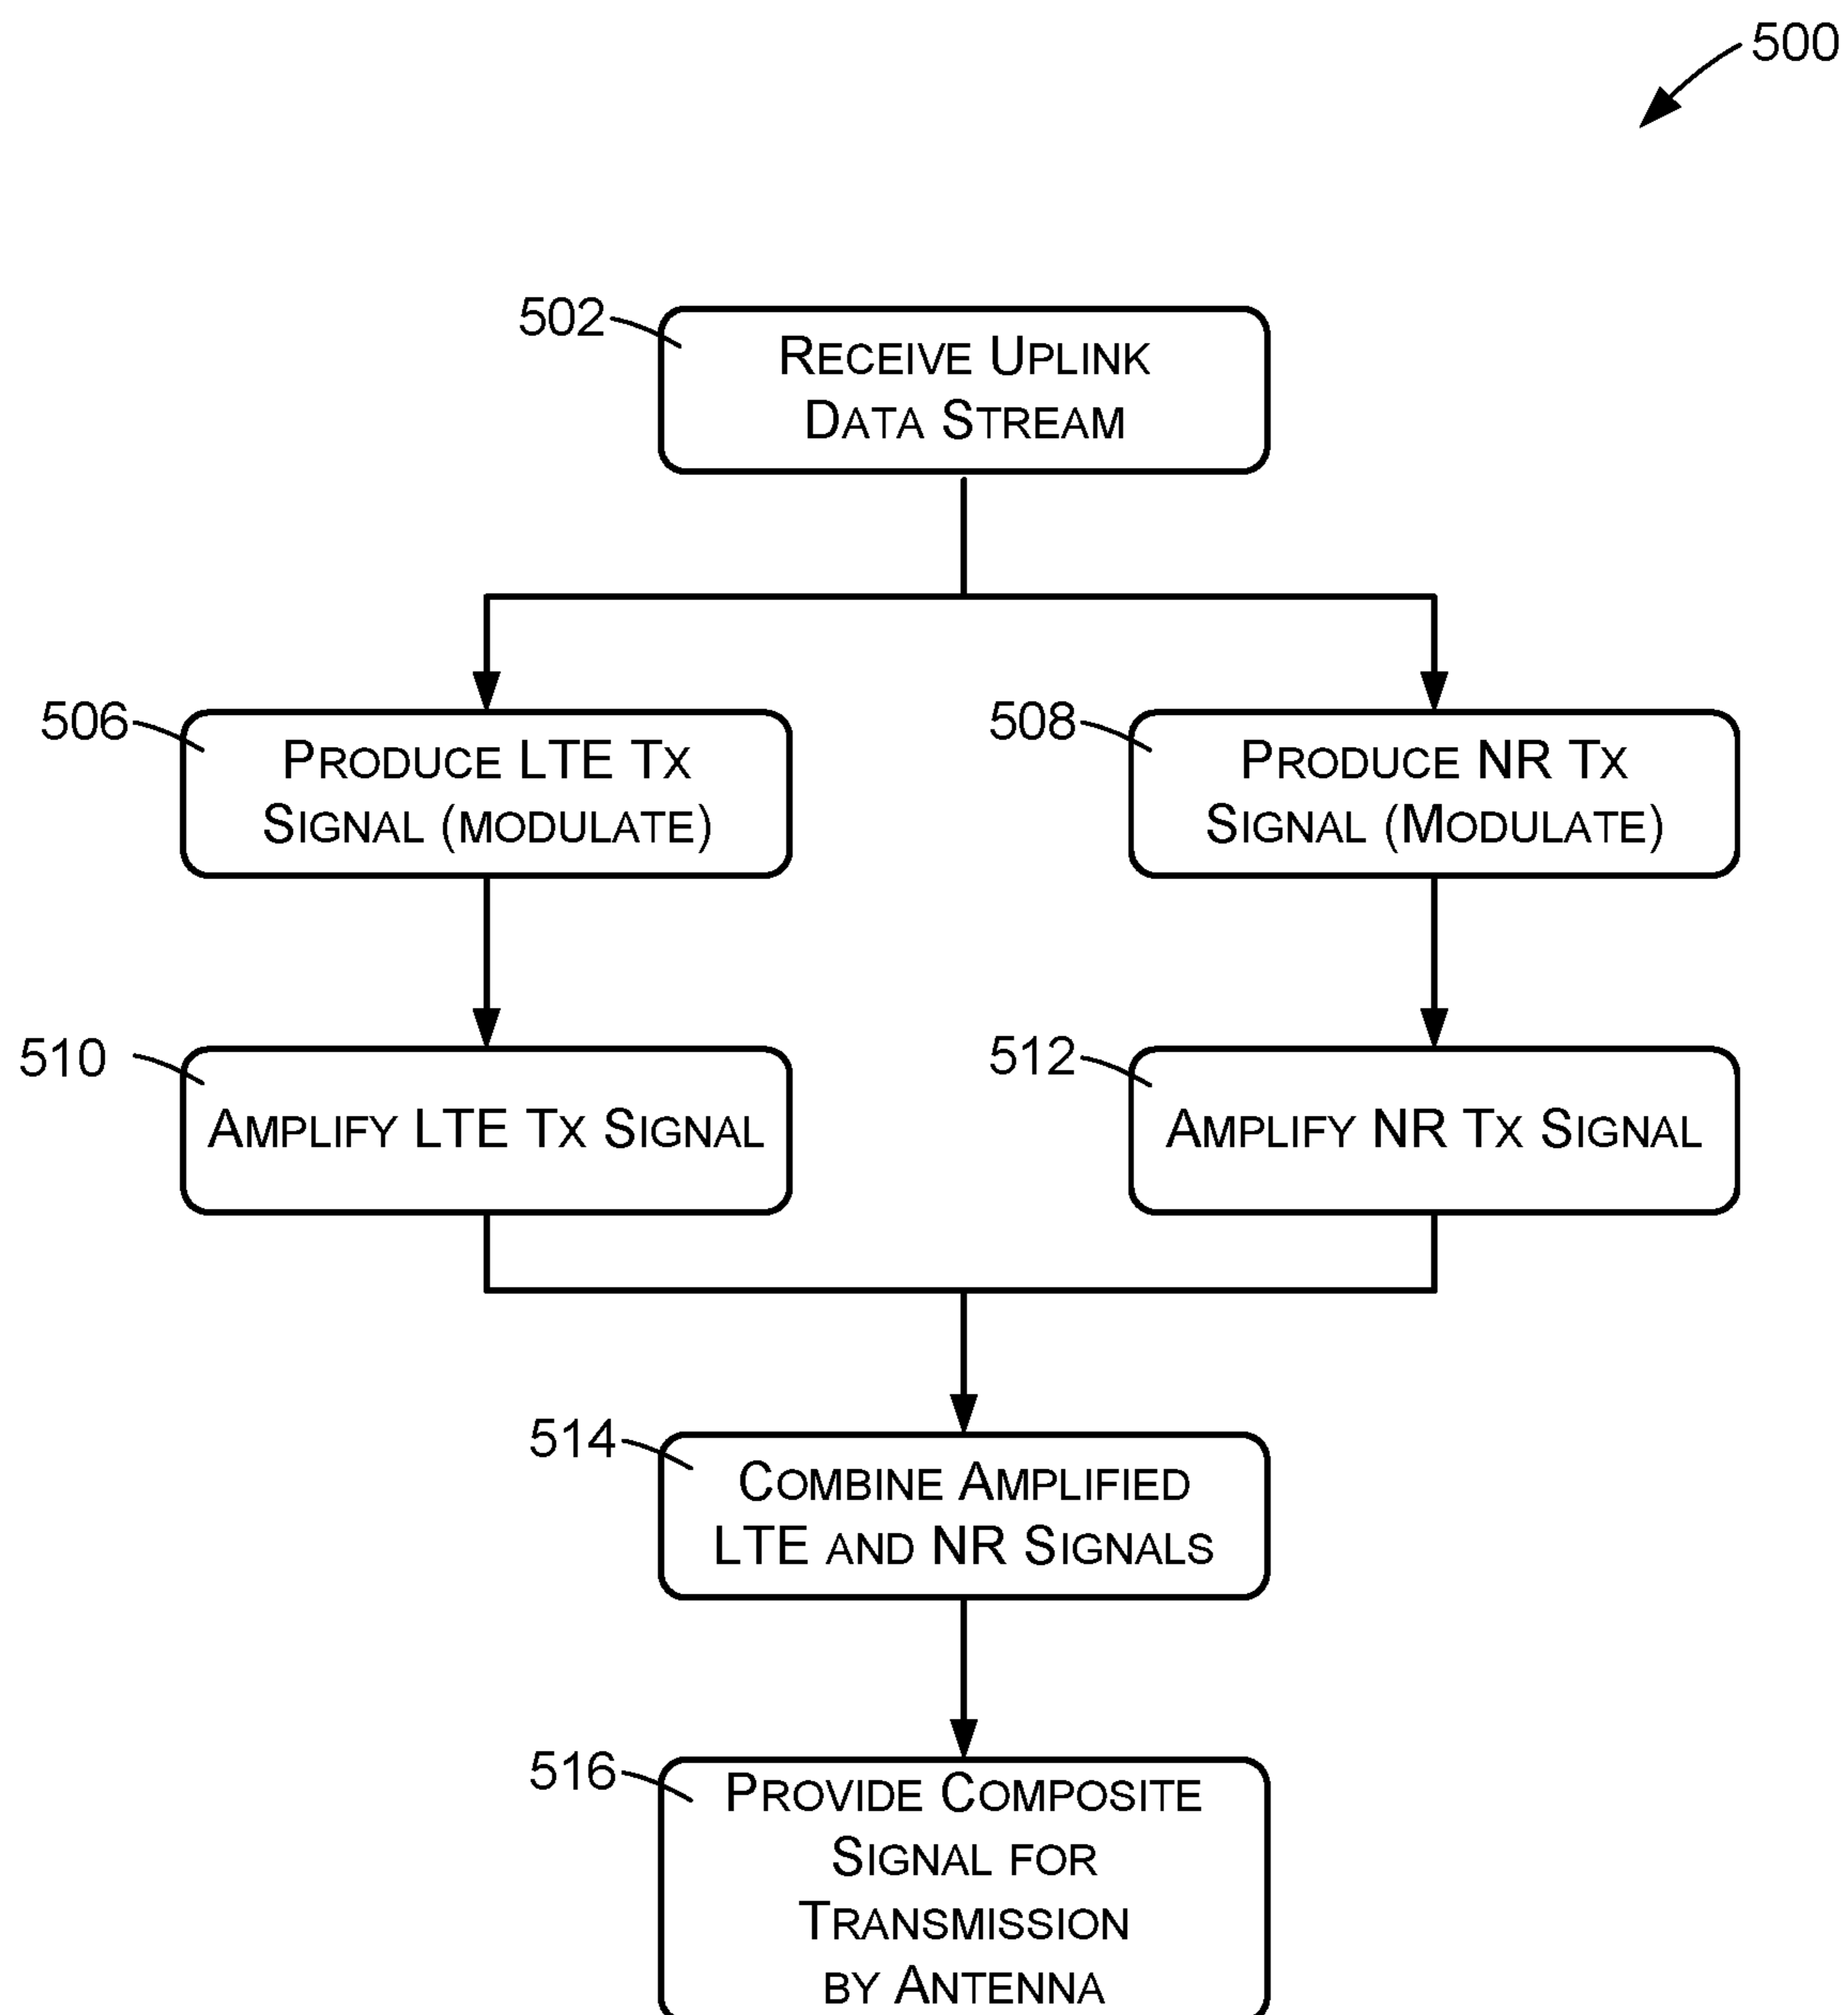 500
502
RECEIVE UPLINK
DATA STREAM
506
PRODUCE LTE TX
SIGNAL (MODULATE)
508
PRODUCE NR TX
SIGNAL (MODULATE)
510
AMPLIFY LTE TX SIGNAL
512
AMPLIFY NR TX SIGNAL
514
COMBINE AMPLIFIED
LTE AND NR SIGNALS
516
PROVIDE COMPOSITE
SIGNAL FOR
TRANSMISSION
BY ANTENNA